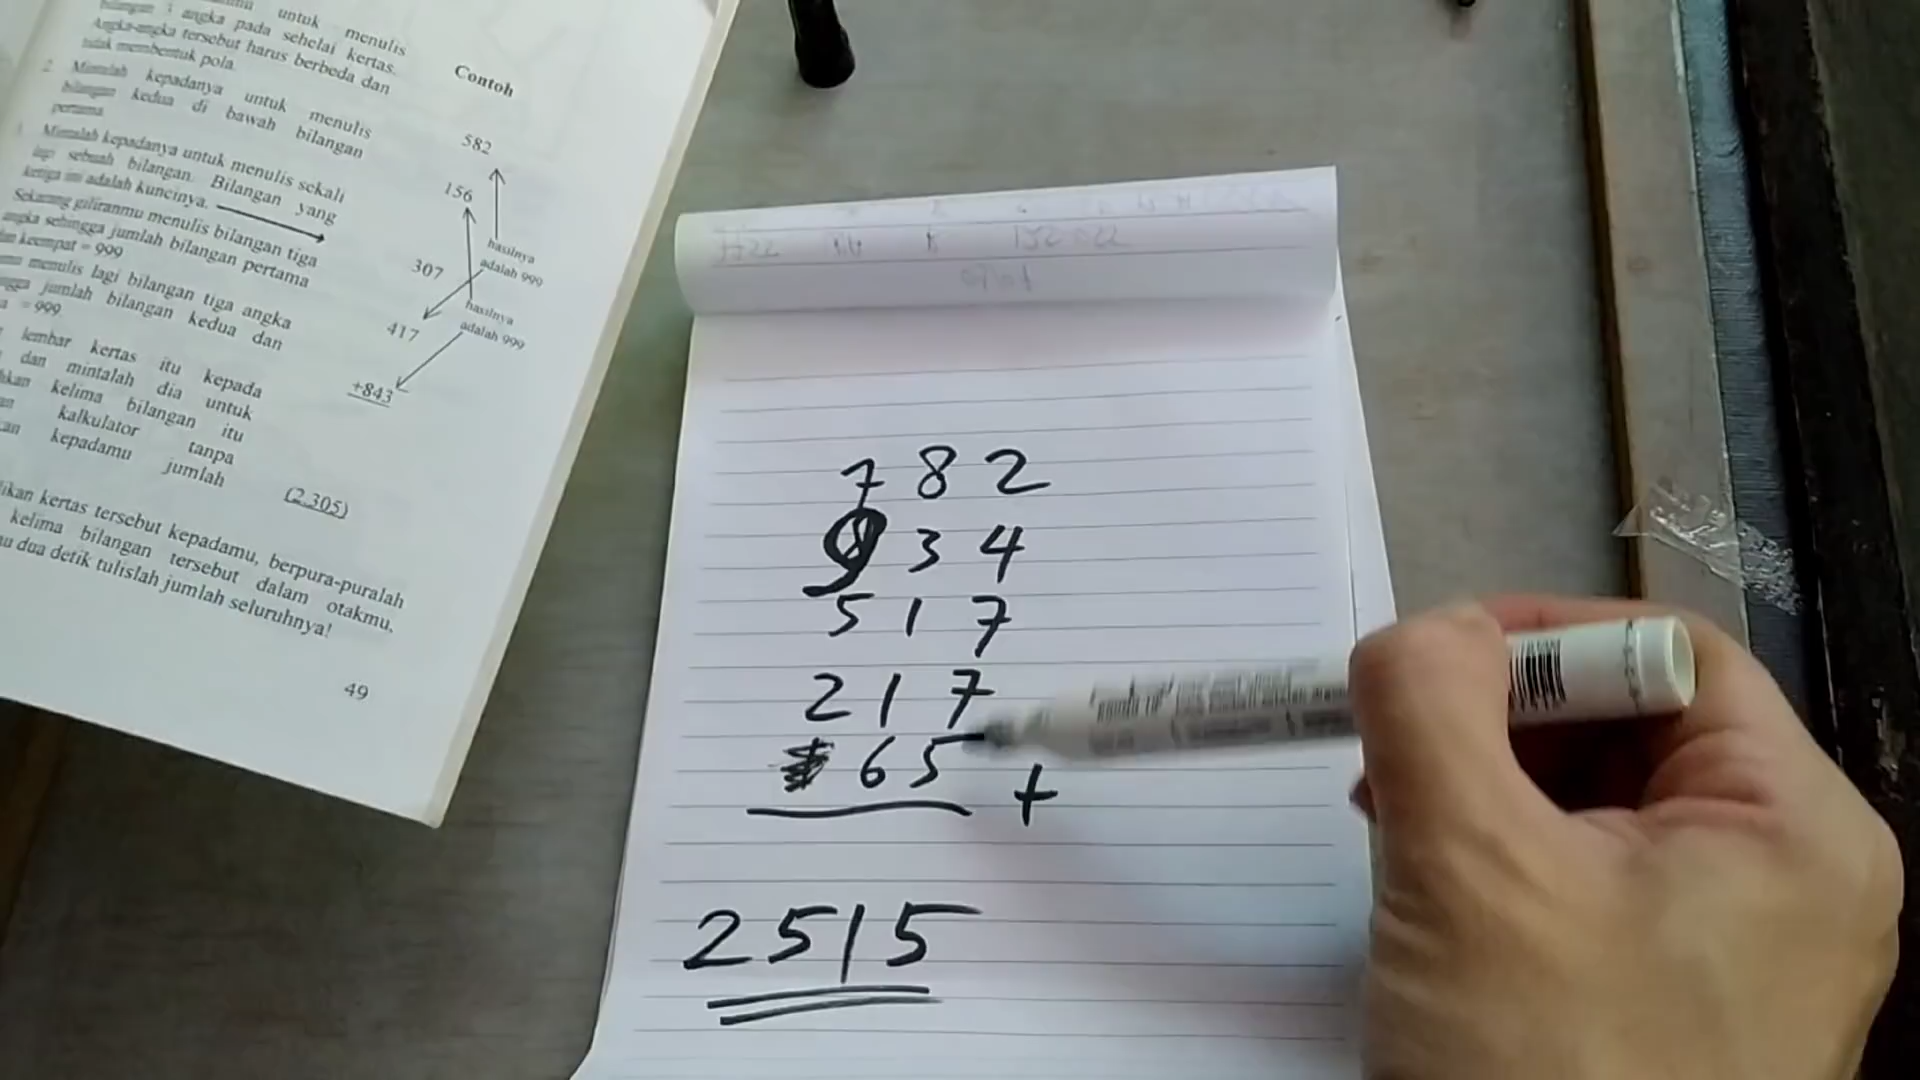 untuk menulis
angka pada sehelai kertas.
Angka-angka tersebut harus berbeda dan
tidak membentuk pola.
Contoh
2. Mintalah kepadanya untuk menulis
bilangan kedua di bawah bilangan
pertama.
582
Mintalah kepadanya untuk menulis sekali
lagi sebuah bilangan. Bilangan yang
ketiga ini adalah kuncinya.
156
Sekarang giliranmu menulis bilangan tiga
angka sehingga jumlah bilangan pertama
dan keempat = 999
hasilnya
adalah 999
307
menulis lagi bilangan tiga angka
jumlah bilangan kedua dan
= 999
hasilnya
adalah 999
417
lembar kertas itu kepada
dan mintalah dia untuk
kelima bilangan itu
kalkulator tanpa
kepadamu jumlah
+843
(2.305)
kertas tersebut kepadamu, berpura-puralah
kelima bilangan tersebut dalam otakmu,
dua detik tulislah jumlah seluruhnya!
49
782
934
517
217
65
+
2515